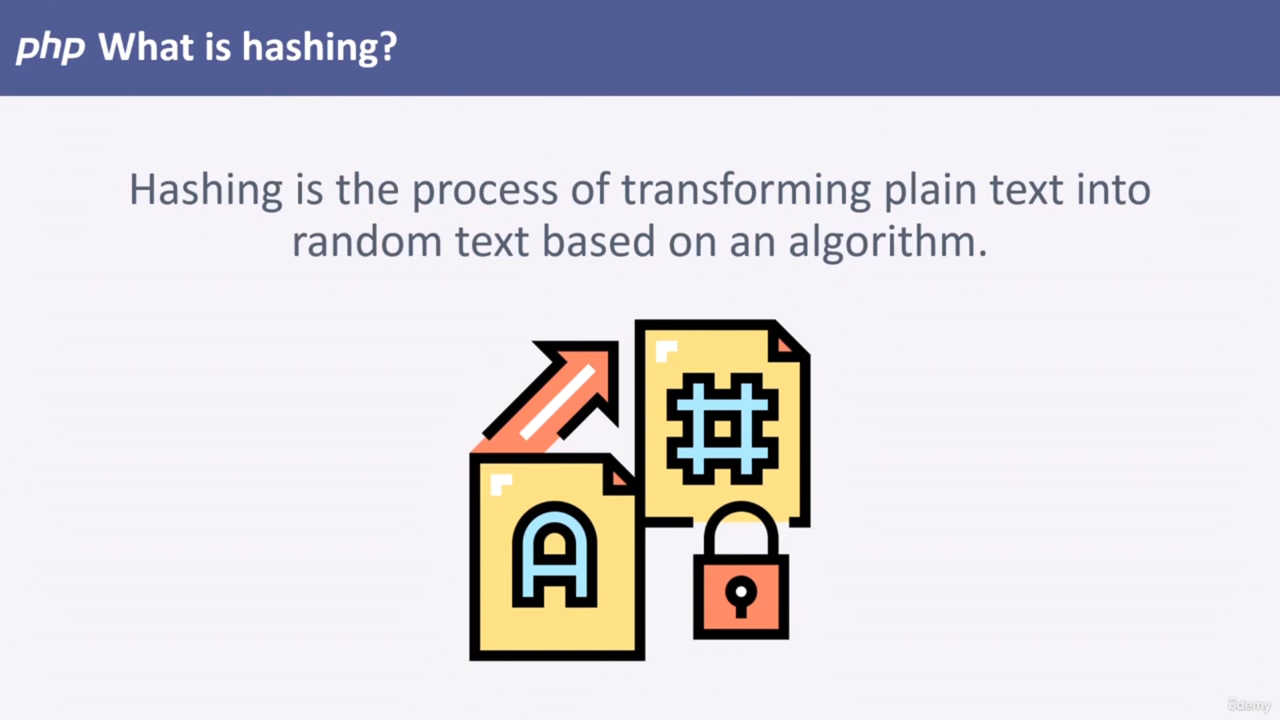 php What is hashing?
Hashing is the process of transforming plain text into
random text based on an algorithm.
#
A
ûdemy